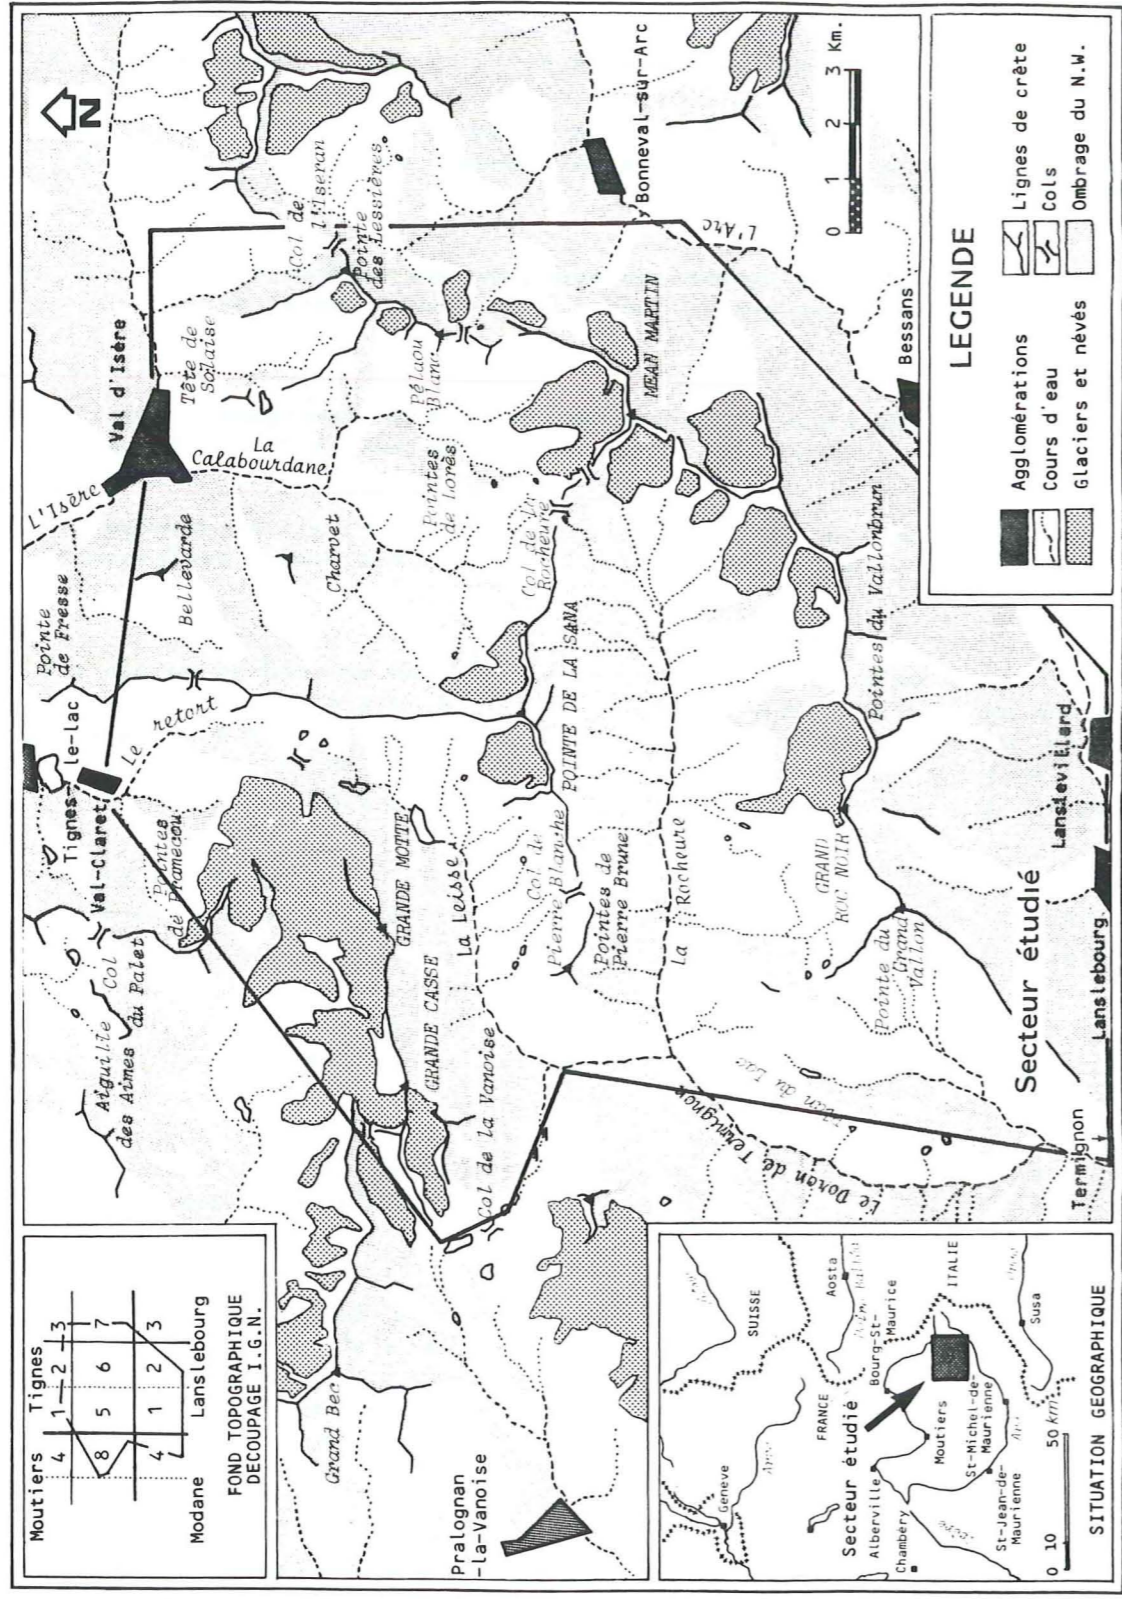 Moutiers Tignes
4 1 2 3
8 5 6 7
4 1 2 3
Modane Lanslebourg
FOND TOPOGRAPHIQUE
DECOUPAGE I.G.N.
N
Pointe
de Fresse
L'Isère
Val d'Isère
Tignes-le-lac
Val-Claret
Le retort
Bellevarde
La
Calabourdane
Tête de
Solaise
Col de
l'Iseran
Pointe
des Lessières
Aiguille
des Aimes
Col
du Palet
Pointes
de Pramecou
Charvet
Pointes
de Lorès
Pélaou
Blanc
GRANDE MOTTE
GRANDE CASSE
La Leisse
Col de la Vanoise
Col de
Pierre Blanche
Pointes de
Pierre Brune
POINTE DE LA SANA
Col de la
Rocheure
MEAN MARTIN
Bonneval-sur-Arc
L'Arc
Grand Bec
Pralognan
-la-Vanoise
La Rocheure
GRAND
ROC NOIR
Pointes du Vallonbrun
Bessans
Pointe du
Grand
Vallon
Plan du Lac
Le Doron de Termignon
Termignon
Secteur étudié
Lanslebourg
Lanslevillard
0 1 2 3 Km.
LEGENDE
Agglomérations
Cours d'eau
Glaciers et névés
Lignes de crête
Cols
Ombrage du N.W.
SUISSE
Geneve
Aosta
FRANCE
Bourg-St-
Maurice
ITALIE
Secteur étudié
Alberville
Chambéry
Moutiers
St-Michel-de-
Maurienne
St-Jean-de-
Maurienne
Susa
0 10 50 km
SITUATION GEOGRAPHIQUE